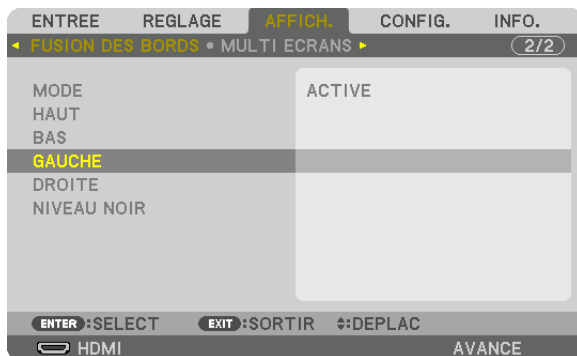 ENTREE REGLAGE AFFICH. CONFIG. INFO.
FUSION DES BORDS • MULTI ECRANS 2/2
MODE ACTIVE
HAUT
BAS
GAUCHE
DROITE
NIVEAU NOIR
ENTER :SELECT EXIT :SORTIR :DEPLAC
HDMI AVANCE